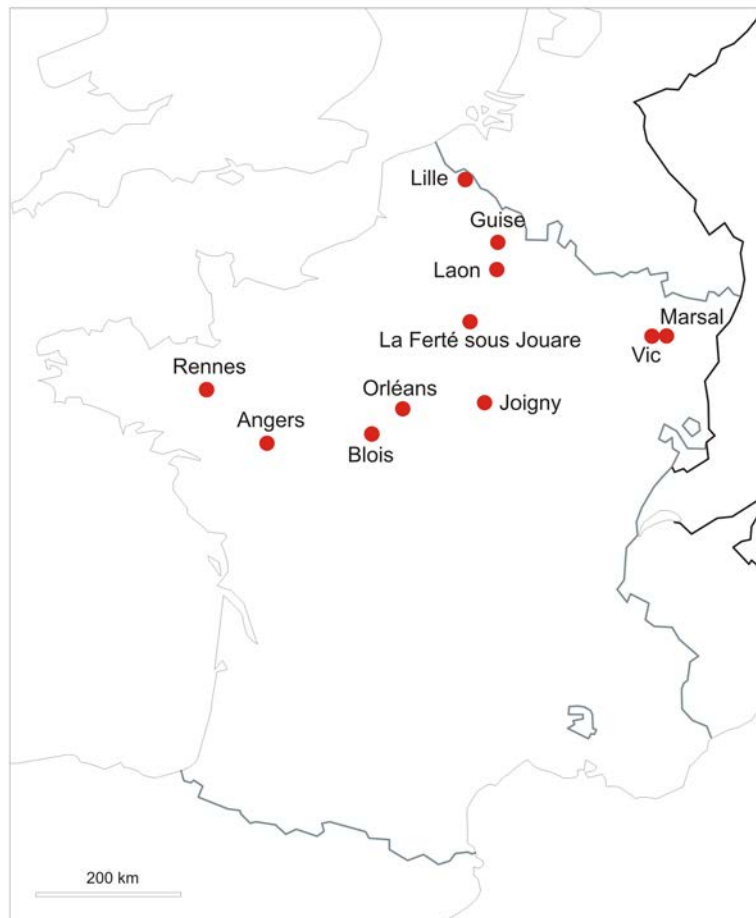 Lille
Guise
Laon
Marsal
La Ferté sous Jouare
Vic
Rennes
Orléans
Joigny
Angers
Blois
200 km